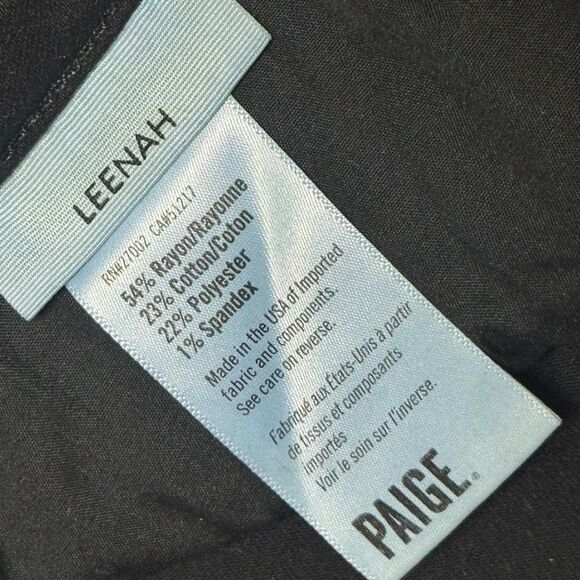 LEENAH
RN#27002 CA#51217
54% Rayon/Rayonne
23% Cotton/Coton
22% Polyester
1% Spandex
Made in the USA of Imported
fabric and components.
See care on reverse.
Fabriqué aux États-Unis à partir
de tissus et composants
importés
Voir le soin sur l'inverse.
PAIGE®